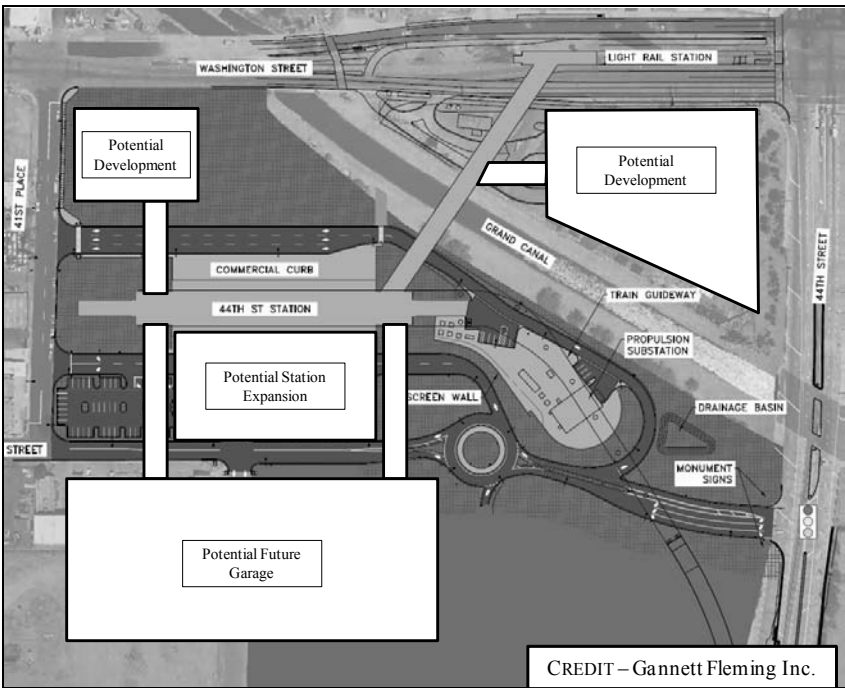 WASHINGTON STREET
LIGHT RAIL STATION
Potential
Development
Potential
Development
41ST PLACE
GRAND CANAL
44TH STREET
COMMERCIAL CURB
44TH ST STATION
TRAIN GUIDEWAY
PROPULSION
SUBSTATION
Potential Station
Expansion
SCREEN WALL
DRAINAGE BASIN
STREET
MONUMENT
SIGNS
Potential Future
Garage
CREDIT – Gannett Fleming Inc.